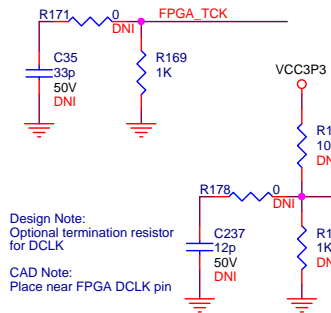 R171
0
FPGA_TCK
DNI
C35
33p
50V
DNI
R169
1K
VCC3P3
R178
0
DNI
C237
12p
50V
DNI
Design Note:
Optional termination resistor
for DCLK
CAD Note:
Place near FPGA DCLK pin